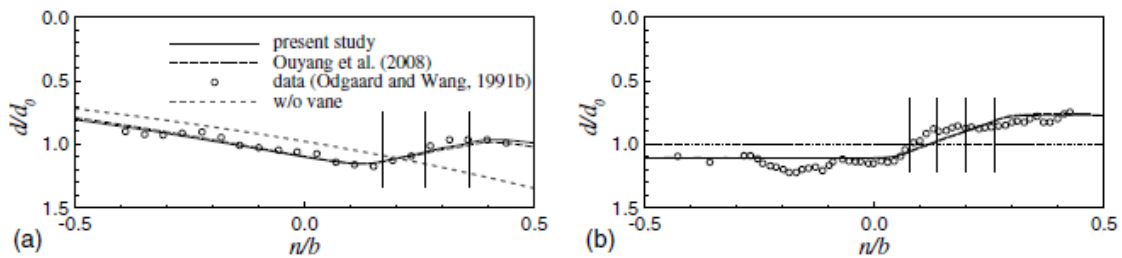 0.0
0.5
1.0
1.5
d/d0
present study
Ouyang et al. (2008)
data (Odgaard and Wang, 1991b)
w/o vane
-0.5
0.0
0.5
n/b
(a)
0.0
0.5
1.0
1.5
d/d0
-0.5
0.0
0.5
n/b
(b)